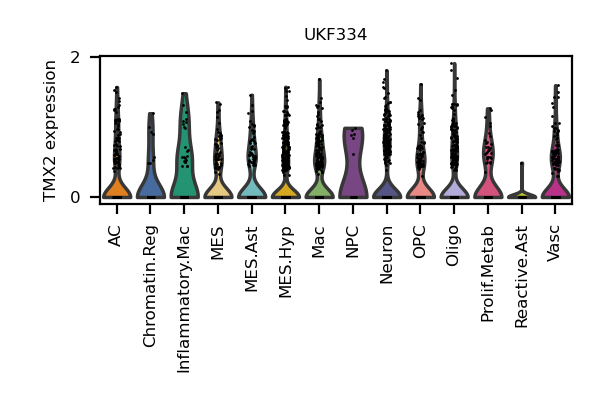 UKF334
TMX2 expression
2
0
AC
Chromatin.Reg
Inflammatory.Mac
MES
MES.Ast
MES.Hyp
Mac
NPC
Neuron
OPC
Oligo
Prolif.Metab
Reactive.Ast
Vasc